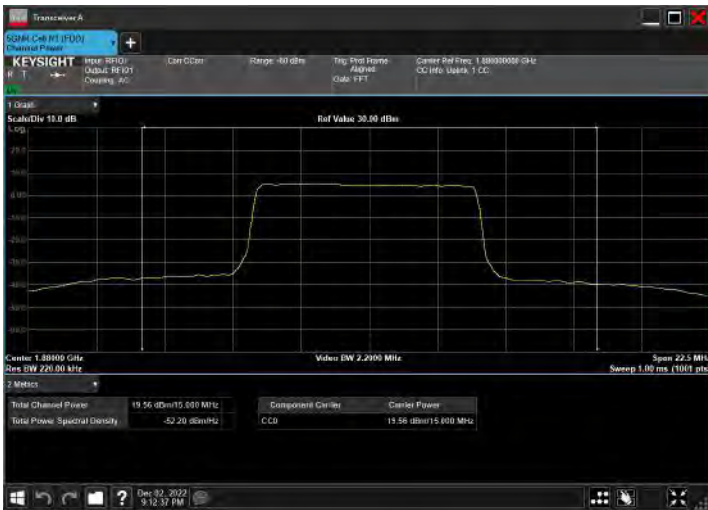 Transceiver A
5GNR-Cell N1 (FDD)
Channel Power
KEYSIGHT
R T
Input: RFIO1
Output: RFIO1
Coupling: AC
Corr CCorr
Range: -60 dBm
Trig: Prot Frame
Aligned
Gate: FFT
Carrier Ref Freq: 1.880000000 GHz
CC Info: Uplink, 1 CC
1 Graph
Scale/Div 10.0 dB
Ref Value 30.00 dBm
Log
Center 1.88000 GHz
Video BW 2.2000 MHz
Span 22.5 MHz
Res BW 220.00 kHz
Sweep 1.00 ms (1001 pts)
2 Metrics
Total Channel Power
19.56 dBm/15.000 MHz
Total Power Spectral Density
-52.20 dBm/Hz
Component Carrier
Carrier Power
CC0
19.56 dBm/15.000 MHz
Dec 02, 2022
9:12:37 PM